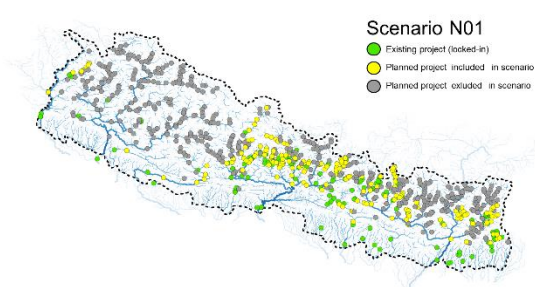 Scenario N01
Existing project (locked-in)
Planned project included in scenario
Planned project exluded in scenario